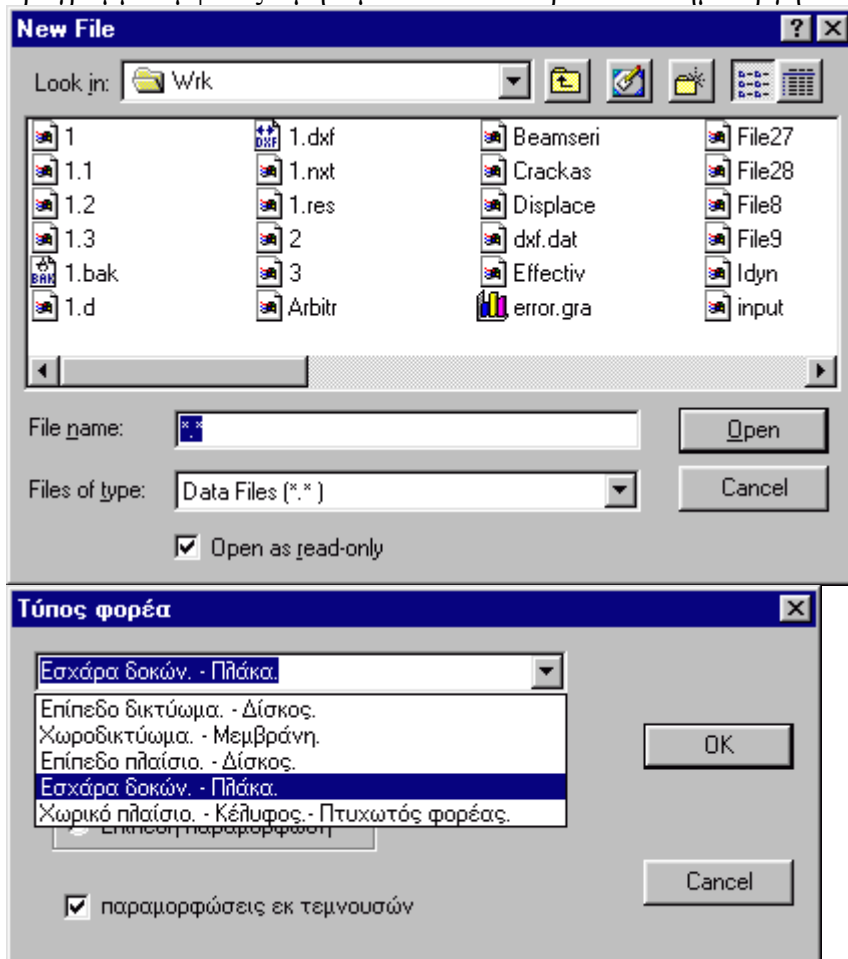 New File
Look in: Wrk
1 1.dxf Beamseri File27
1.1 1.nxt Crackas File28
1.2 1.res Displace File8
1.3 2 dxf.dat File9
1.bak 3 Effectiv Idyn
1.d Arbitr error.gra input
File name: *.* Open
Files of type: Data Files (*.* ) Cancel
Open as read-only
Τύπος φορέα
Εσχάρα δοκών. - Πλάκα.
Επίπεδο δικτύωμα. - Δίσκος.
Χωροδικτύωμα. - Μεμβράνη.
OK
Επίπεδο πλαίσιο. - Δίσκος.
Εσχάρα δοκών. - Πλάκα.
Χωρικό πλαίσιο. - Κέλυφος.- Πτυχωτός φορέας.
Επίπεδη παραμόρφωση
Cancel
παραμορφώσεις εκ τεμνουσών